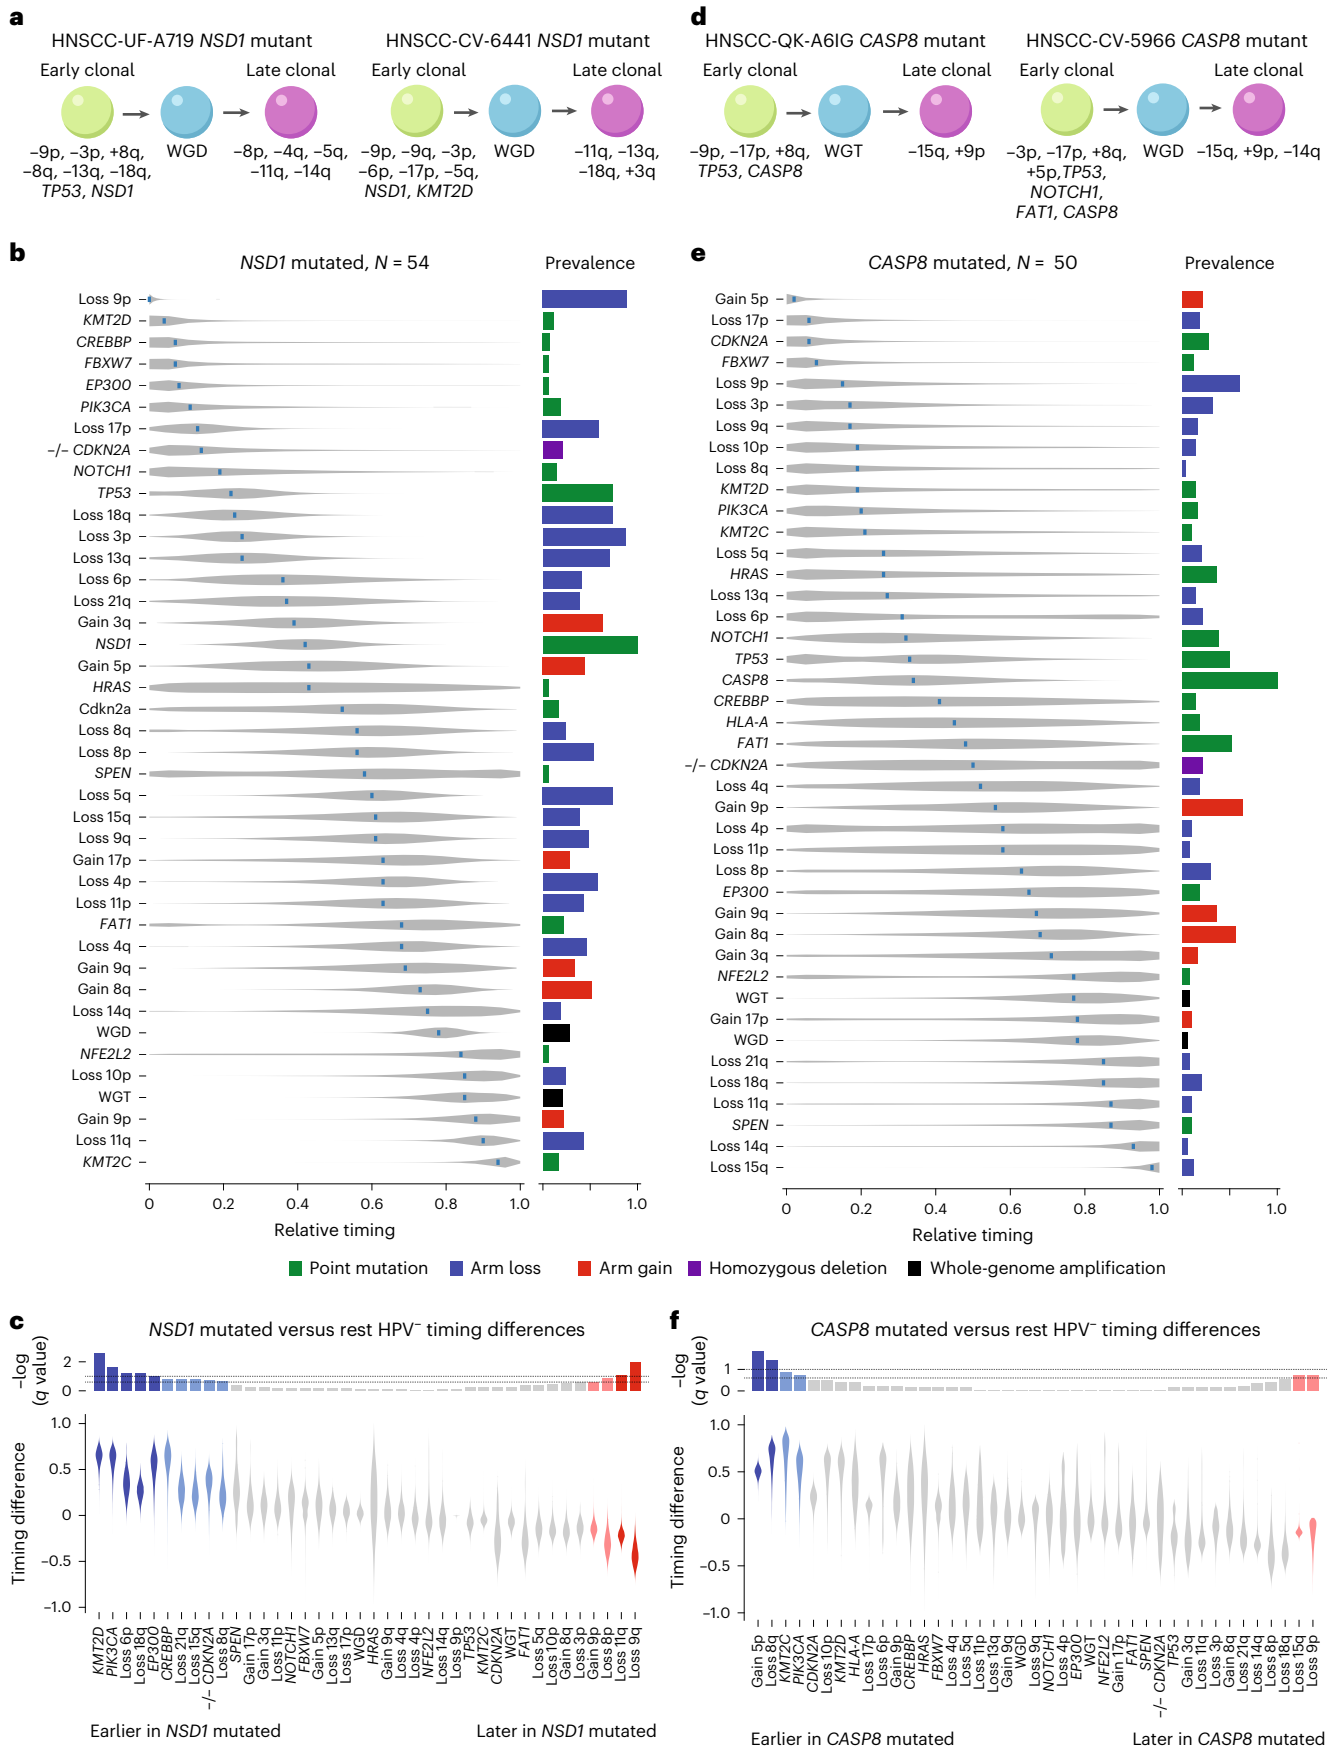 a
HNSCC-UF-A719 NSD1 mutant
Early clonal
Late clonal
–9p, –3p, +8q,
–8q, –13q, –18q,
TP53, NSD1
WGD
–8p, –4q, –5q,
–11q, –14q
HNSCC-CV-6441 NSD1 mutant
Early clonal
Late clonal
–9p, –9q, –3p,
–6p, –17p, –5q,
NSD1, KMT2D
WGD
–11q, –13q,
–18q, +3q
d
HNSCC-QK-A6IG CASP8 mutant
Early clonal
Late clonal
–9p, –17p, +8q,
TP53, CASP8
WGT
–15q, +9p
HNSCC-CV-5966 CASP8 mutant
Early clonal
Late clonal
–3p, –17p, +8q,
+5p,TP53,
NOTCH1,
FAT1, CASP8
WGD
–15q, +9p, –14q
b
NSD1 mutated, N = 54
Prevalence
Loss 9p
KMT2D
CREBBP
FBXW7
EP300
PIK3CA
Loss 17p
–/– CDKN2A
NOTCH1
TP53
Loss 18q
Loss 3p
Loss 13q
Loss 6p
Loss 21q
Gain 3q
NSD1
Gain 5p
HRAS
Cdkn2a
Loss 8q
Loss 8p
SPEN
Loss 5q
Loss 15q
Loss 9q
Gain 17p
Loss 4p
Loss 11p
FAT1
Loss 4q
Gain 9q
Gain 8q
Loss 14q
WGD
NFE2L2
Loss 10p
WGT
Gain 9p
Loss 11q
KMT2C
0 0.2 0.4 0.6 0.8 1.0
1.0
Relative timing
e
CASP8 mutated, N = 50
Prevalence
Gain 5p
Loss 17p
CDKN2A
FBXW7
Loss 9p
Loss 3p
Loss 9q
Loss 10p
Loss 8q
KMT2D
PIK3CA
KMT2C
Loss 5q
HRAS
Loss 13q
Loss 6p
NOTCH1
TP53
CASP8
CREBBP
HLA-A
FAT1
–/– CDKN2A
Loss 4q
Gain 9p
Loss 4p
Loss 11p
Loss 8p
EP300
Gain 9q
Gain 8q
Gain 3q
NFE2L2
WGT
Gain 17p
WGD
Loss 21q
Loss 18q
Loss 11q
SPEN
Loss 14q
Loss 15q
0 0.2 0.4 0.6 0.8 1.0
1.0
Relative timing
Point mutation
Arm loss
Arm gain
Homozygous deletion
Whole-genome amplification
c
NSD1 mutated versus rest HPV– timing differences
–log
(q value)
2
0
Timing difference
1.0
0.5
0
–0.5
–1.0
KMT2D
PIK3CA
Loss 6p
Loss 18q
EP300
CREBBP
Loss 21q
Loss 15q
–/– CDKN2A
Loss 8q
SPEN
Gain 17p
Gain 3q
Loss 11p
NOTCH1
FBXW7
Gain 5p
Loss 13q
Loss 17p
WGD
HRAS
Gain 9q
Loss 4q
Loss 4p
NFE2L2
Loss 14q
Loss 9p
TP53
KMT2C
CDKN2A
WGT
FAT1
Loss 5q
Loss 10p
Gain 8q
Gain 9p
Loss 8p
Loss 11q
Loss 9q
Earlier in NSD1 mutated
Later in NSD1 mutated
f
CASP8 mutated versus rest HPV– timing differences
–log
(q value)
1
0
Timing difference
1.0
0.5
0
–0.5
–1.0
Gain 5p
Loss 8q
KMT2C
PIK3CA
CDKN2A
Loss 10p
KMT2D
HLA-A
Loss 17p
Loss 6p
Gain 9p
CREBBP
HRAS
FBXW7
Loss 4q
Loss 5q
Loss 11p
Loss 13q
Gain 9q
WGD
Loss 9q
NOTCH1
Loss 4p
EP300
WGT
NFE2L2
Gain 17p
FAT1
SPEN
–/– CDKN2A
TP53
Gain 3q
Loss 11q
Loss 3p
Gain 8q
Loss 21q
Loss 14q
Loss 8p
Loss 18q
Loss 15q
Loss 9p
Earlier in CASP8 mutated
Later in CASP8 mutated